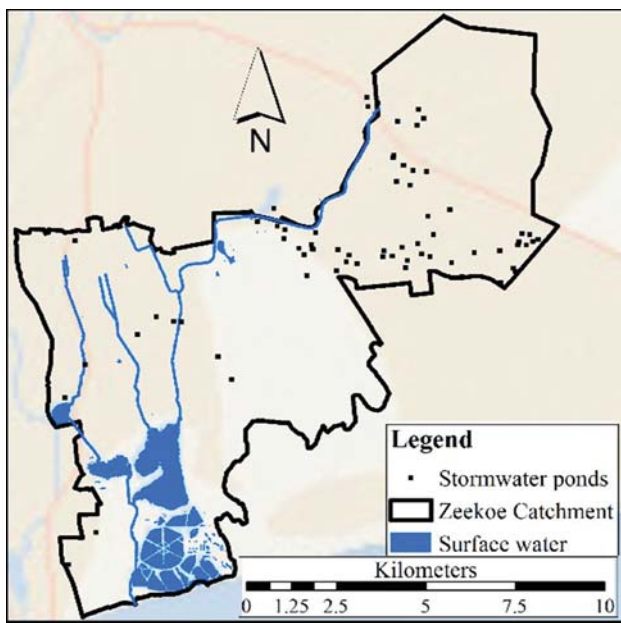 N
Legend
Stormwater ponds
Zeekoe Catchment
Surface water
Kilometers
0 1.25 2.5 5 7.5 10